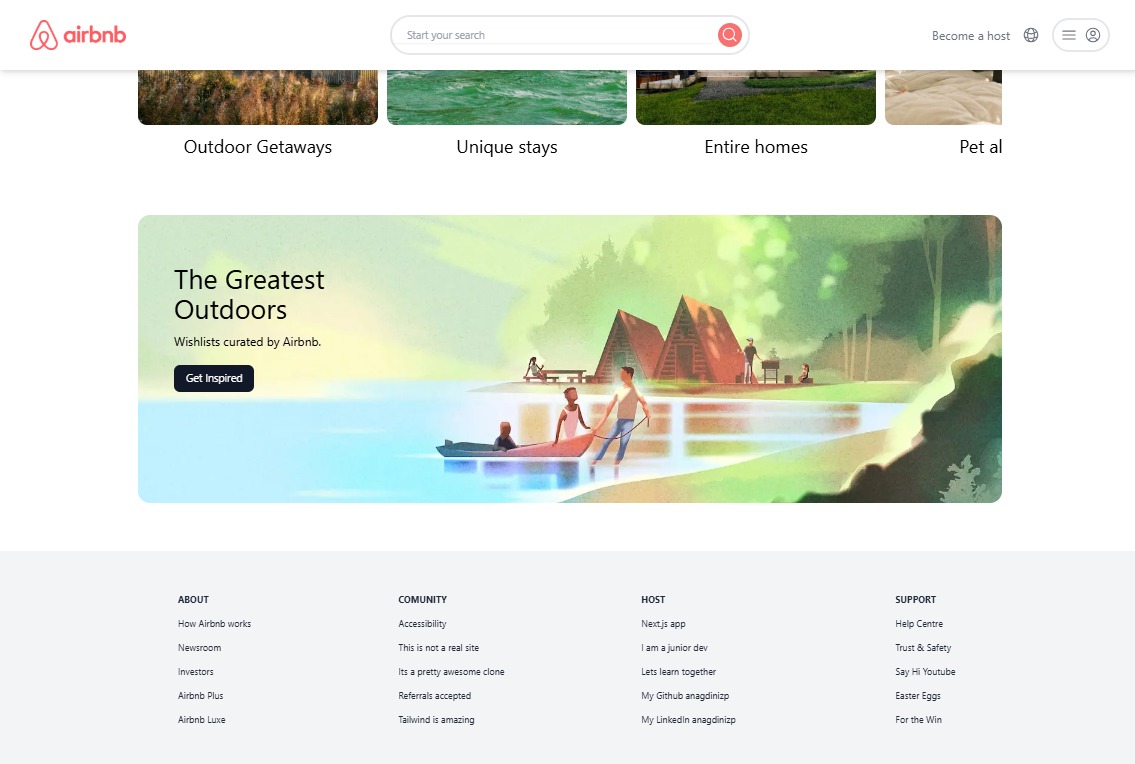 airbnb
Start your search
Become a host
Outdoor Getaways
Unique stays
Entire homes
Pet al
The Greatest
Outdoors
Wishlists curated by Airbnb.
Get Inspired
ABOUT
How Airbnb works
Newsroom
Investors
Airbnb Plus
Airbnb Luxe
COMUNITY
Accessibility
This is not a real site
Its a pretty awesome clone
Referrals accepted
Tailwind is amazing
HOST
Next.js app
I am a junior dev
Lets learn together
My Github anagdinizp
My LinkedIn anagdinizp
SUPPORT
Help Centre
Trust & Safety
Say Hi Youtube
Easter Eggs
For the Win